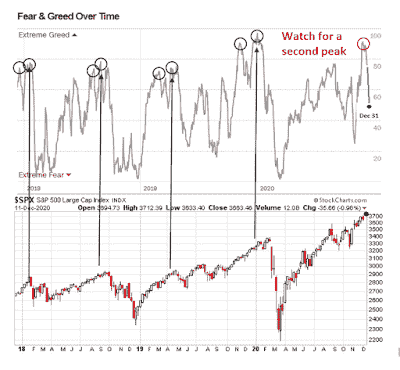 Fear & Greed Over Time
Extreme Greed ▲
Watch for a
second peak
100
80
60
40
20
Dec 31
Extreme Fear ▼
2018
2019
2020
$SPX S&P 500 Large Cap Index INDX
© StockCharts.com
11-Dec-2020
Open 3694.73 High 3712.39 Low 3633.40 Close 3663.46 Volume 12.0B Chg -35.66 (-0.96%) ▼
3700
3600
3500
3400
3300
3200
3100
3000
2900
2800
2700
2600
2500
2400
2300
2200
18 F M A M J J A S O N D 19 F M A M J J A S O N D 20 F M A M J J A S O N D